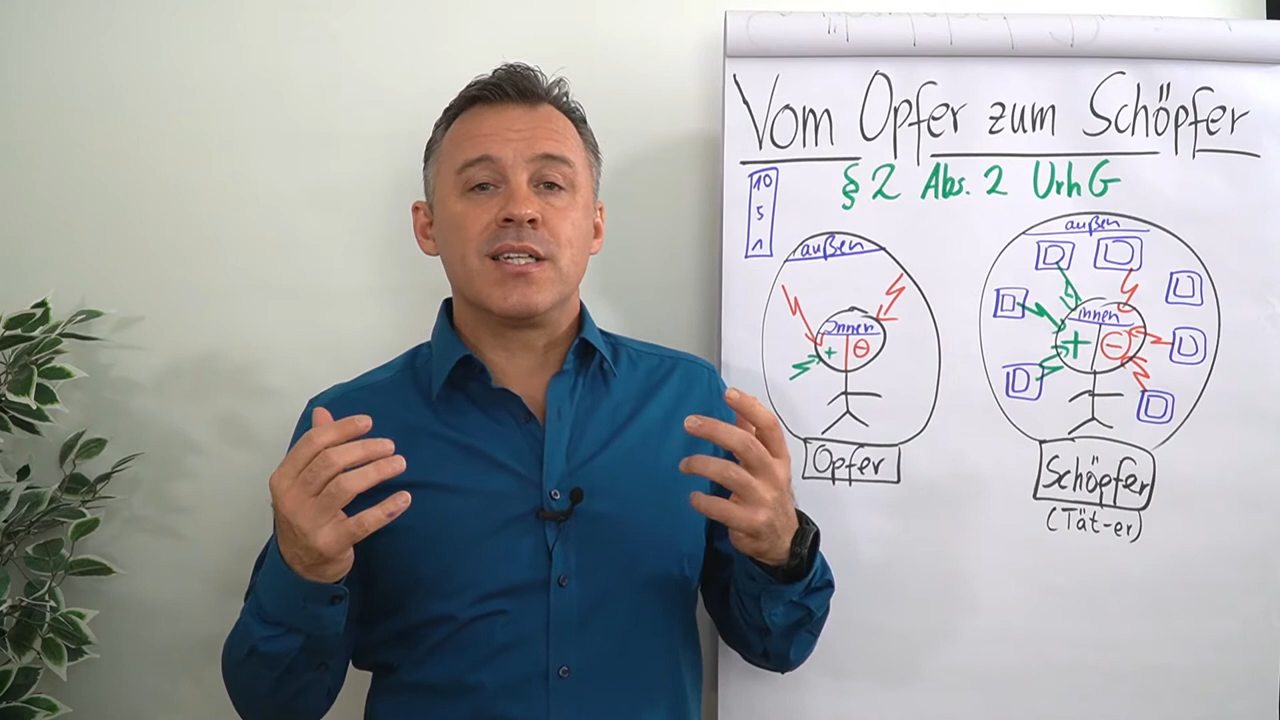 Vom Opfer zum Schöpfer
§ 2 Abs. 2 UrhG
10
5
1
außen
Innen
+ -
Opfer
außen
innen
+ -
Schöpfer
(Tät-er)